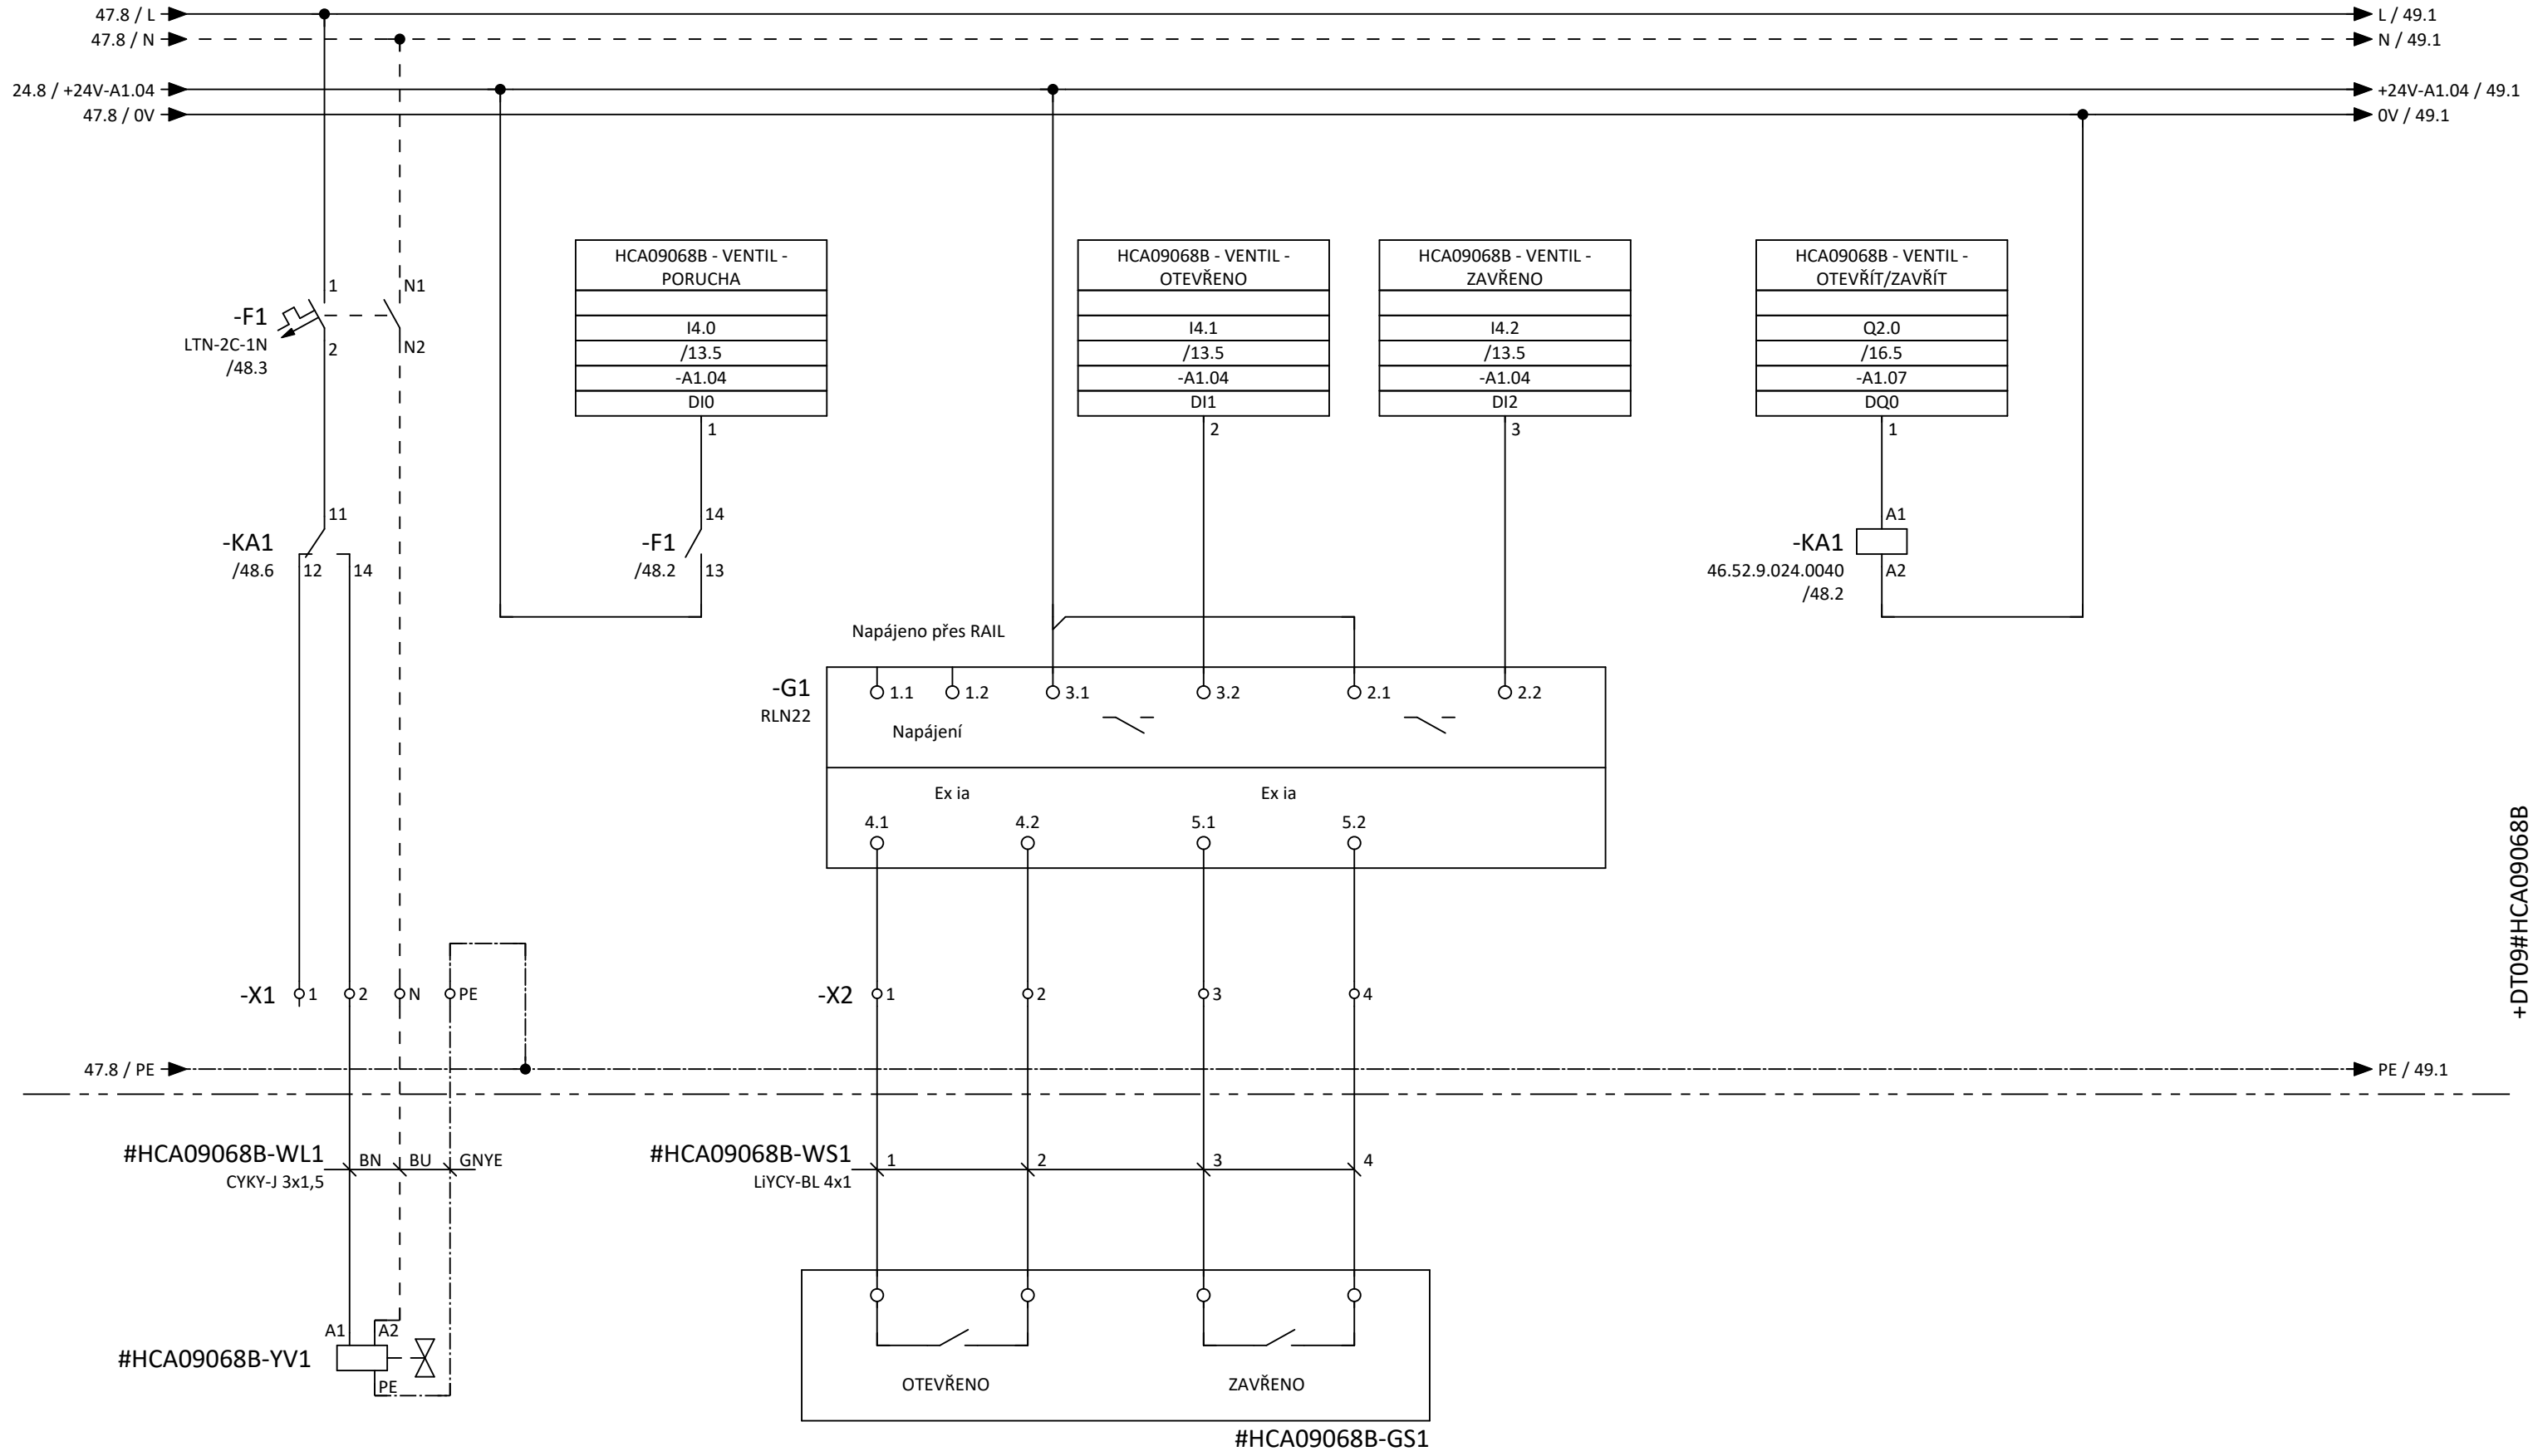 47.8 / L
L / 49.1
47.8 / N
N / 49.1
24.8 / +24V-A1.04
+24V-A1.04 / 49.1
47.8 / 0V
0V / 49.1
HCA09068B - VENTIL -
PORUCHA
I4.0
/13.5
-A1.04
DI0
1
HCA09068B - VENTIL -
OTEVŘENO
I4.1
/13.5
-A1.04
DI1
2
HCA09068B - VENTIL -
ZAVŘENO
I4.2
/13.5
-A1.04
DI2
3
HCA09068B - VENTIL -
OTEVŘÍT/ZAVŘÍT
Q2.0
/16.5
-A1.07
DQ0
1
1
N1
-F1
LTN-2C-1N
/48.3
2
N2
11
-KA1
/48.6
12
14
14
-F1
/48.2
13
A1
-KA1
46.52.9.024.0040
/48.2
A2
Napájeno přes RAIL
-G1
RLN22
1.1
1.2
3.1
3.2
2.1
2.2
Napájení
Ex ia
Ex ia
4.1
4.2
5.1
5.2
+DT09#HCA09068B
-X1
1
2
N
PE
-X2
1
2
3
4
47.8 / PE
PE / 49.1
#HCA09068B-WL1
CYKY-J 3x1,5
BN
BU
GNYE
#HCA09068B-WS1
LiYCY-BL 4x1
1
2
3
4
A1
A2
#HCA09068B-YV1
PE
OTEVŘENO
ZAVŘENO
#HCA09068B-GS1